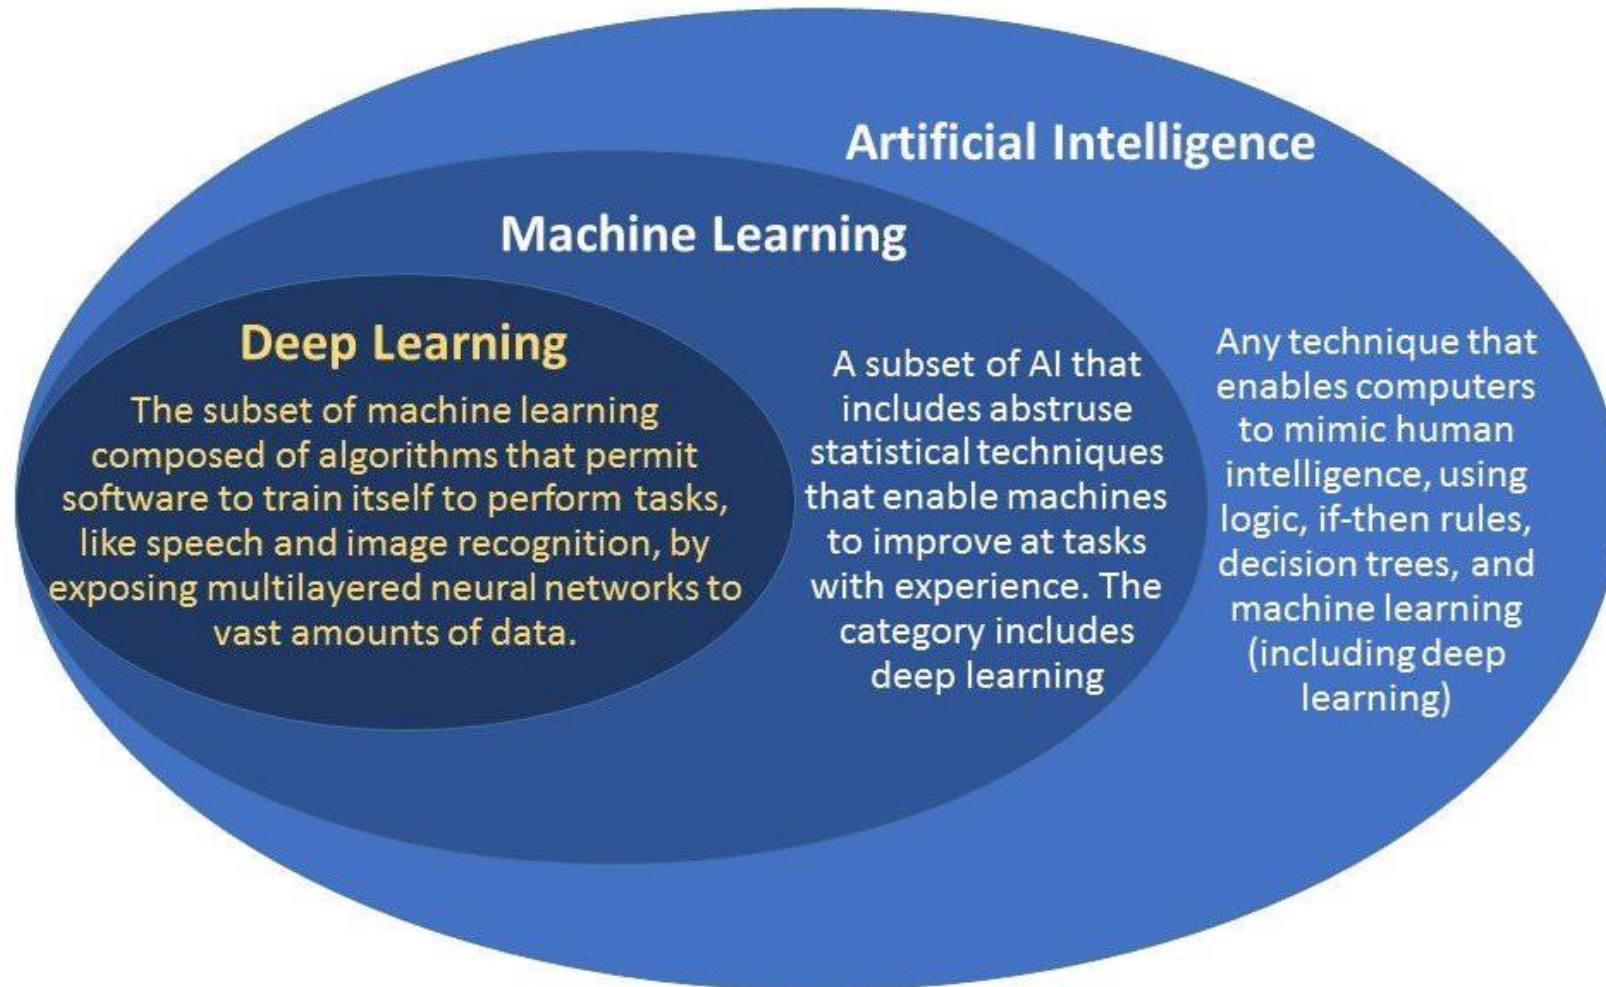 Artificial Intelligence
Machine Learning
Deep Learning
The subset of machine learning
composed of algorithms that permit
software to train itself to perform tasks,
like speech and image recognition, by
exposing multilayered neural networks to
vast amounts of data.
A subset of AI that
includes abstruse
statistical techniques
that enable machines
to improve at tasks
with experience. The
category includes
deep learning
Any technique that
enables computers
to mimic human
intelligence, using
logic, if-then rules,
decision trees, and
machine learning
(including deep
learning)